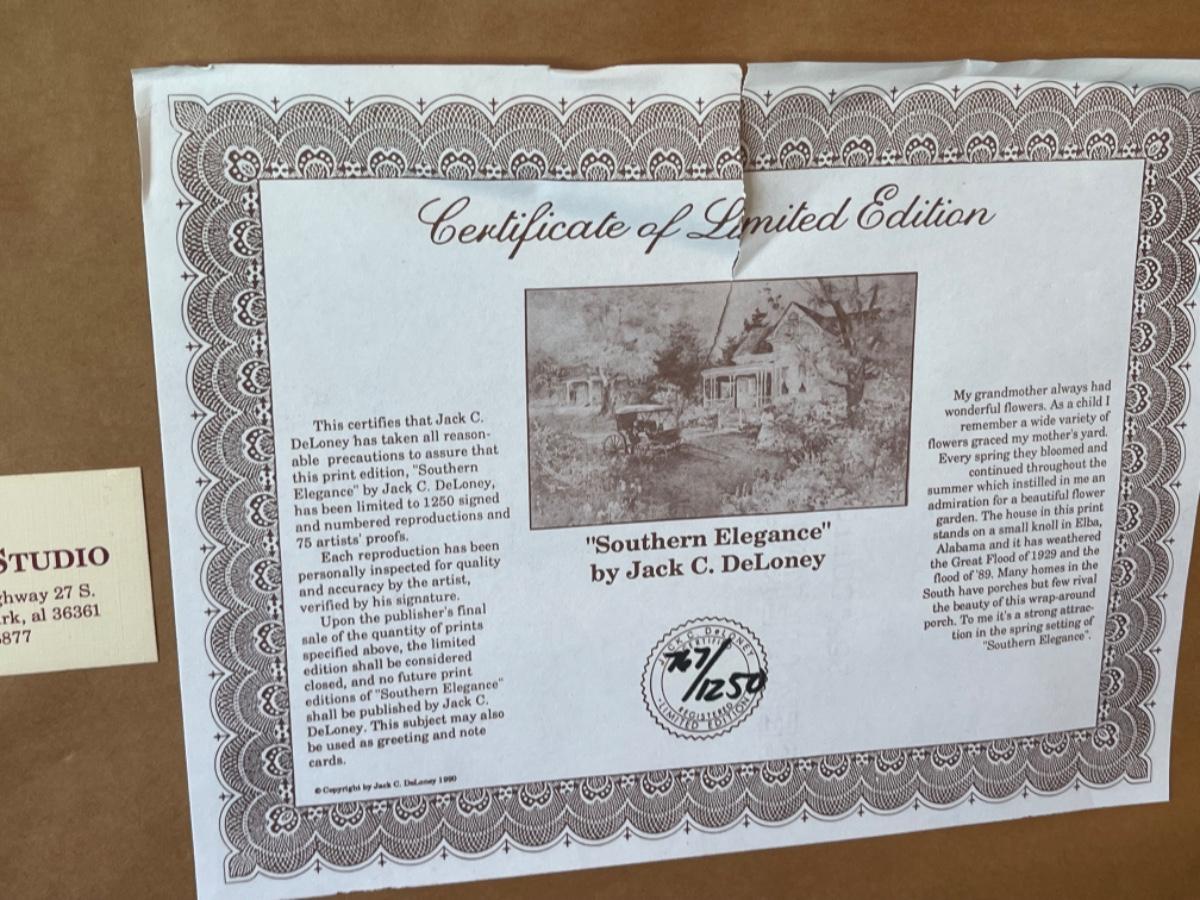 Certificate of Limited Edition
This certifies that Jack C.
DeLoney has taken all reason-
able precautions to assure that
this print edition, "Southern
Elegance" by Jack C. DeLoney,
has been limited to 1250 signed
and numbered reproductions and
75 artists' proofs.
Each reproduction has been
personally inspected for quality
and accuracy by the artist,
verified by his signature.
Upon the publisher's final
sale of the quantity of prints
specified above, the limited
edition shall be considered
closed, and no future print
editions of "Southern Elegance"
shall be published by Jack C.
DeLoney. This subject may also
be used as greeting and note
cards.
© Copyright by Jack C. DeLoney 1990
"Southern Elegance"
by Jack C. DeLoney
JACK C. DELONEY
CERTIFIED
767/1250
REGISTERED
LIMITED EDITION
My grandmother always had
wonderful flowers. As a child I
remember a wide variety of
flowers graced my mother's yard.
Every spring they bloomed and
continued throughout the
summer which instilled in me an
admiration for a beautiful flower
garden. The house in this print
stands on a small knoll in Elba,
Alabama and it has weathered
the Great Flood of 1929 and the
flood of '89. Many homes in the
South have porches but few rival
the beauty of this wrap-around
porch. To me it's a strong attrac-
tion in the spring setting of
"Southern Elegance".
STUDIO
ghway 27 S.
rk, al 36361
5877